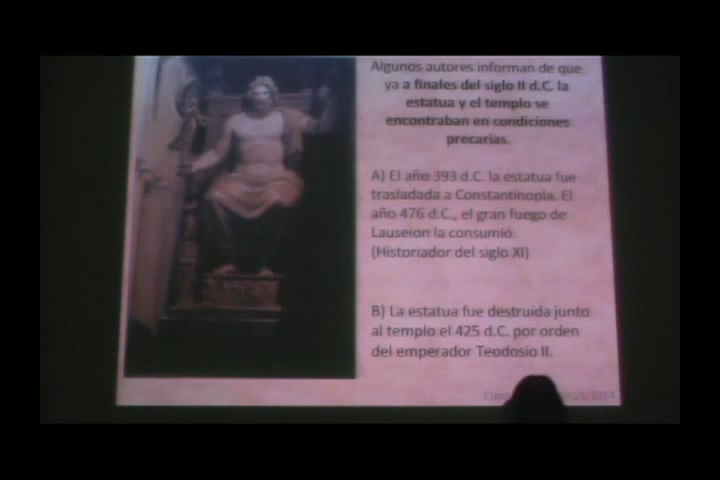 Algunos autores informan de que
ya a finales del siglo II d.C. la
estatua y el templo se
encontraban en condiciones
precarias.
A) El año 393 d.C. la estatua fue
trasladada a Constantinopla. El
año 476 d.C., el gran fuego de
Lauseion la consumió.
(Historiador del siglo XI)
B) La estatua fue destruida junto
al templo el 425 d.C. por orden
del emperador Teodosio II.